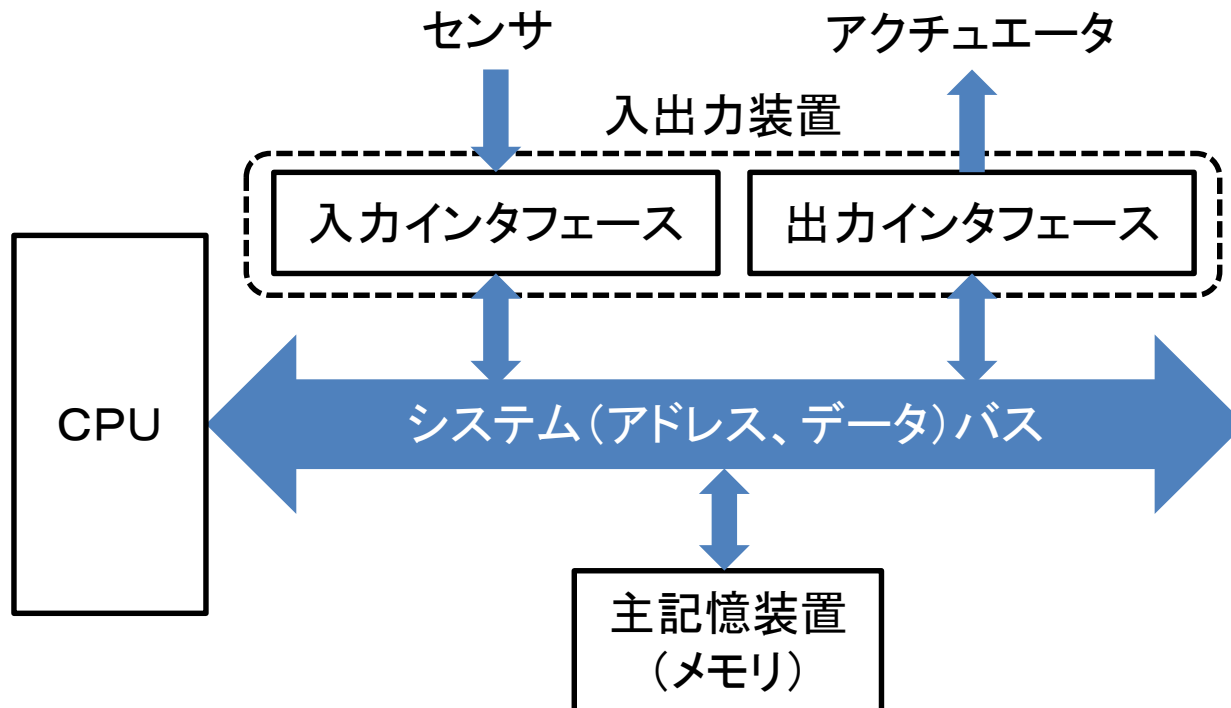 センサ
アクチュエータ
入出力装置
入力インタフェース
出力インタフェース
CPU
システム(アドレス、データ)バス
主記憶装置
(メモリ)